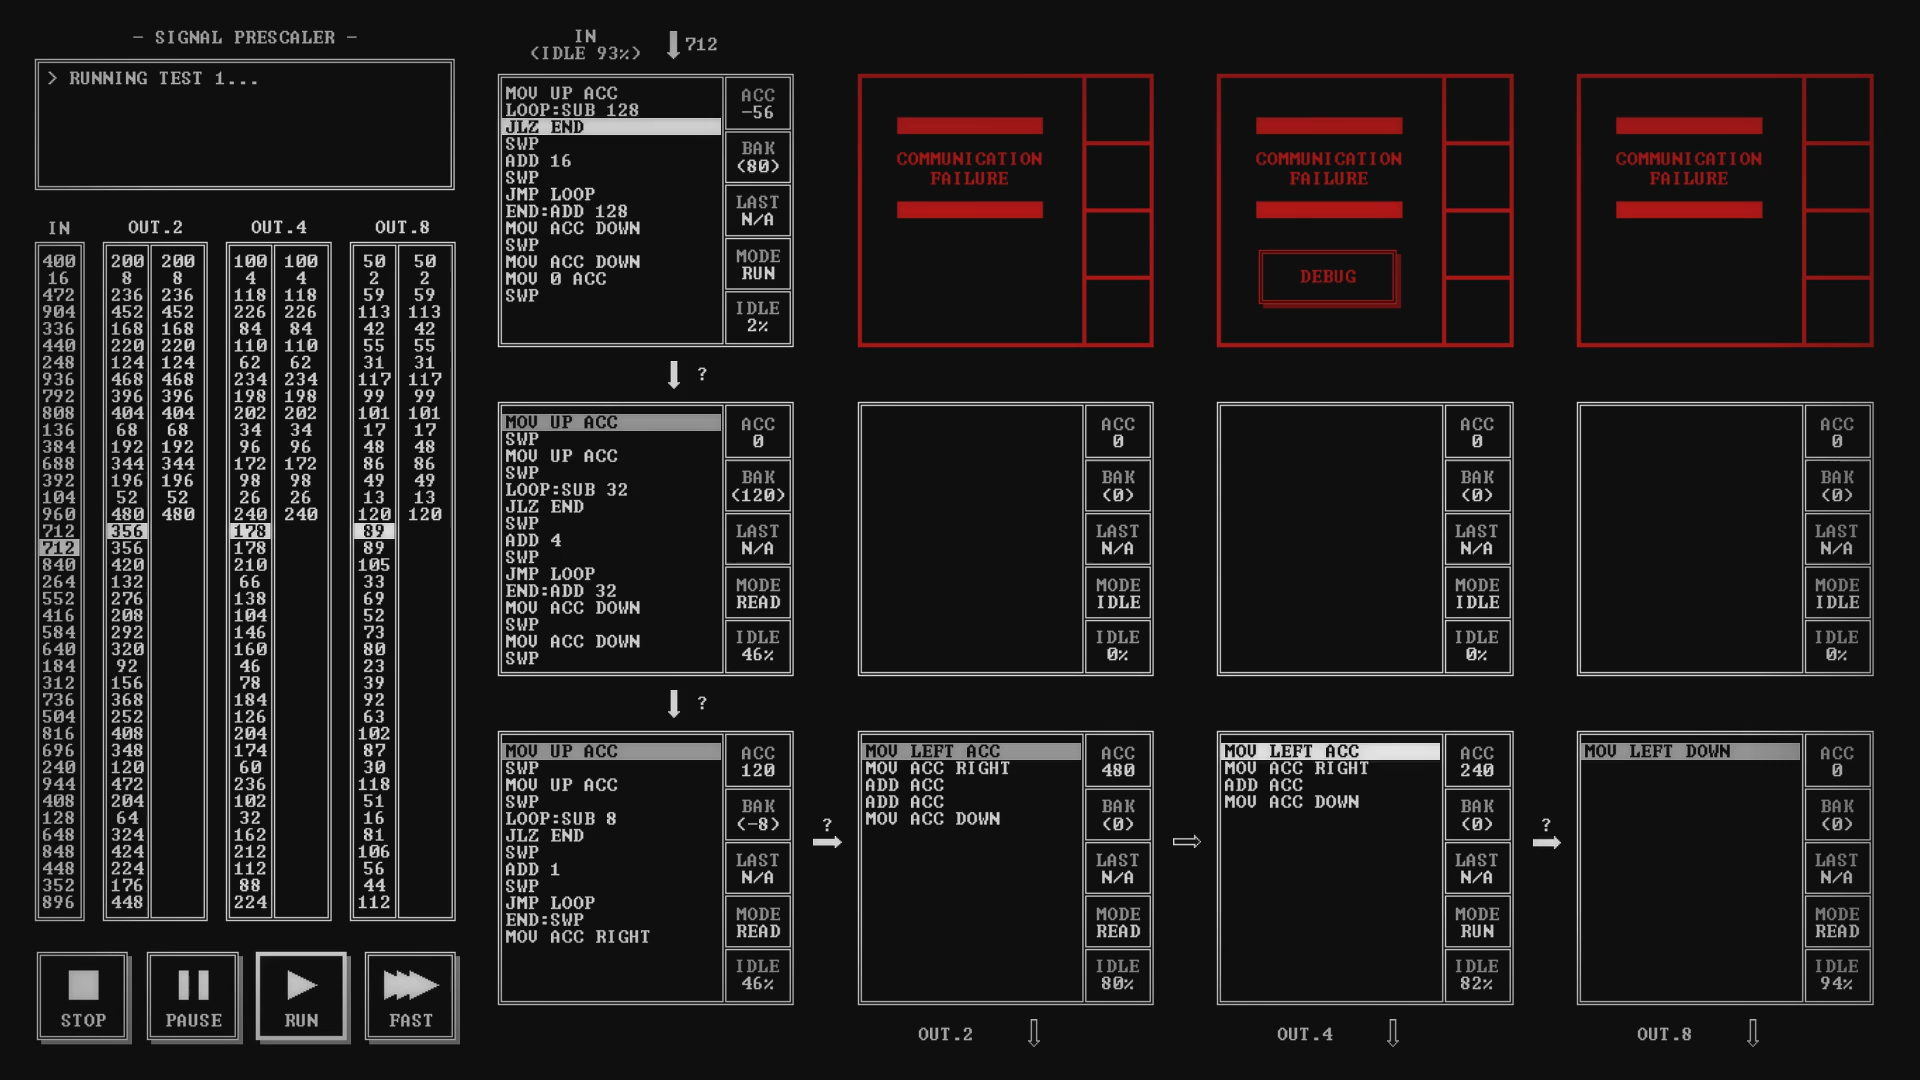 - SIGNAL PRESCALER -
> RUNNING TEST 1...
IN OUT.2 OUT.4 OUT.8
400 200 200 100 100 50 50
16 8 8 4 4 2 2
472 236 236 118 118 59 59
904 452 452 226 226 113 113
336 168 168 84 84 42 42
440 220 220 110 110 55 55
248 124 124 62 62 31 31
936 468 468 234 234 117 117
792 396 396 198 198 99 99
808 404 404 202 202 101 101
136 68 68 34 34 17 17
384 192 192 96 96 48 48
688 344 344 172 172 86 86
392 196 196 98 98 49 49
104 52 52 26 26 13 13
960 480 480 240 240 120 120
712 356 178 89
712 356 178 89
840 420 210 105
264 132 66 33
552 276 138 69
416 208 104 52
584 292 146 73
640 320 160 80
184 92 46 23
312 156 78 39
736 368 184 92
504 252 126 63
816 408 204 102
696 348 174 87
240 120 60 30
944 472 236 118
408 204 102 51
128 64 32 16
648 324 162 81
848 424 212 106
448 224 112 56
352 176 88 44
896 448 224 112
STOP
PAUSE
RUN
FAST
IN
(IDLE 93%)
712
MOV UP ACC
LOOP:SUB 128
JLZ END
SWP
ADD 16
SWP
JMP LOOP
END:ADD 128
MOV ACC DOWN
SWP
MOV ACC DOWN
MOV 0 ACC
SWP
ACC
-56
BAK
(80)
LAST
N/A
MODE
RUN
IDLE
2%
COMMUNICATION
FAILURE
COMMUNICATION
FAILURE
DEBUG
COMMUNICATION
FAILURE
?
MOV UP ACC
SWP
MOV UP ACC
SWP
LOOP:SUB 32
JLZ END
SWP
ADD 4
SWP
JMP LOOP
END:ADD 32
MOV ACC DOWN
SWP
MOV ACC DOWN
SWP
ACC
0
BAK
(120)
LAST
N/A
MODE
READ
IDLE
46%
ACC
0
BAK
(0)
LAST
N/A
MODE
IDLE
IDLE
0%
ACC
0
BAK
(0)
LAST
N/A
MODE
IDLE
IDLE
0%
ACC
0
BAK
(0)
LAST
N/A
MODE
IDLE
IDLE
0%
?
MOV UP ACC
SWP
MOV UP ACC
SWP
LOOP:SUB 8
JLZ END
SWP
ADD 1
SWP
JMP LOOP
END:SWP
MOV ACC RIGHT
ACC
120
BAK
(-8)
LAST
N/A
MODE
READ
IDLE
46%
?
MOV LEFT ACC
MOV ACC RIGHT
ADD ACC
ADD ACC
MOV ACC DOWN
ACC
480
BAK
(0)
LAST
N/A
MODE
READ
IDLE
80%
MOV LEFT ACC
MOV ACC RIGHT
ADD ACC
MOV ACC DOWN
ACC
240
BAK
(0)
LAST
N/A
MODE
RUN
IDLE
82%
?
MOV LEFT DOWN
ACC
0
BAK
(0)
LAST
N/A
MODE
READ
IDLE
94%
OUT.2
OUT.4
OUT.8